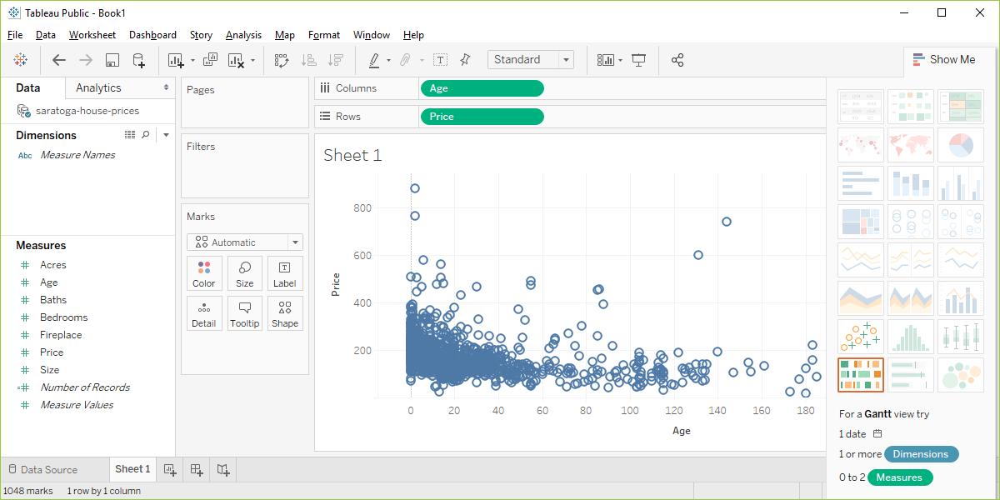 Tableau Public - Book1
File Data Worksheet Dashboard Story Analysis Map Format Window Help
Standard
Show Me
Data Analytics
saratoga-house-prices
Dimensions
Abc Measure Names
Measures
Acres
Age
Baths
Bedrooms
Fireplace
Price
Size
Number of Records
Measure Values
Pages
Filters
Marks
Automatic
Color Size Label
Detail Tooltip Shape
Columns Age
Rows Price
Sheet 1
800
600
400
200
Price
0 20 40 60 80 100 120 140 160 180
Age
For a Gantt view try
1 date
1 or more Dimensions
0 to 2 Measures
Data Source Sheet 1
1048 marks 1 row by 1 column